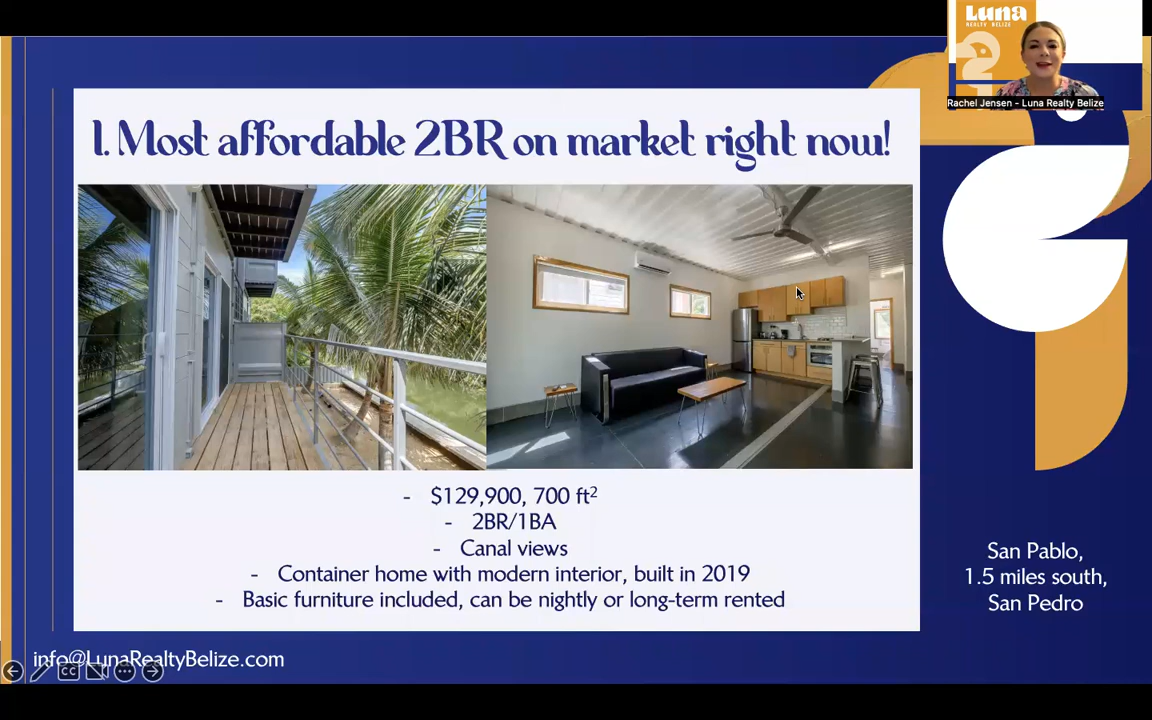 Luna
REALTY BELIZE
Rachel Jensen - Luna Realty Belize
1. Most affordable 2BR on market right now!
- $129,900, 700 ft²
- 2BR/1BA
- Canal views
- Container home with modern interior, built in 2019
- Basic furniture included, can be nightly or long-term rented
San Pablo,
1.5 miles south,
San Pedro
info@LunaRealtyBelize.com
CC